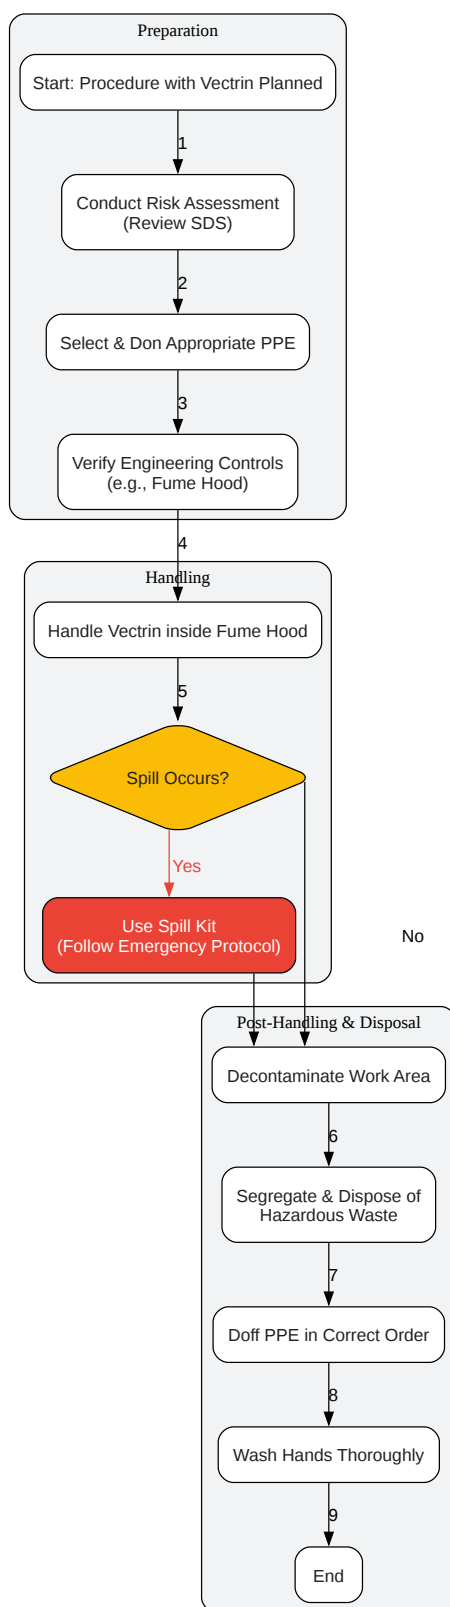 Preparation
Start: Procedure with Vectrin Planned
1
Conduct Risk Assessment
(Review SDS)
2
Select & Don Appropriate PPE
3
Verify Engineering Controls
(e.g., Fume Hood)
4
Handling
Handle Vectrin inside Fume Hood
5
Spill Occurs?
Yes
Use Spill Kit
(Follow Emergency Protocol)
No
Post-Handling & Disposal
Decontaminate Work Area
6
Segregate & Dispose of
Hazardous Waste
7
Doff PPE in Correct Order
8
Wash Hands Thoroughly
9
End